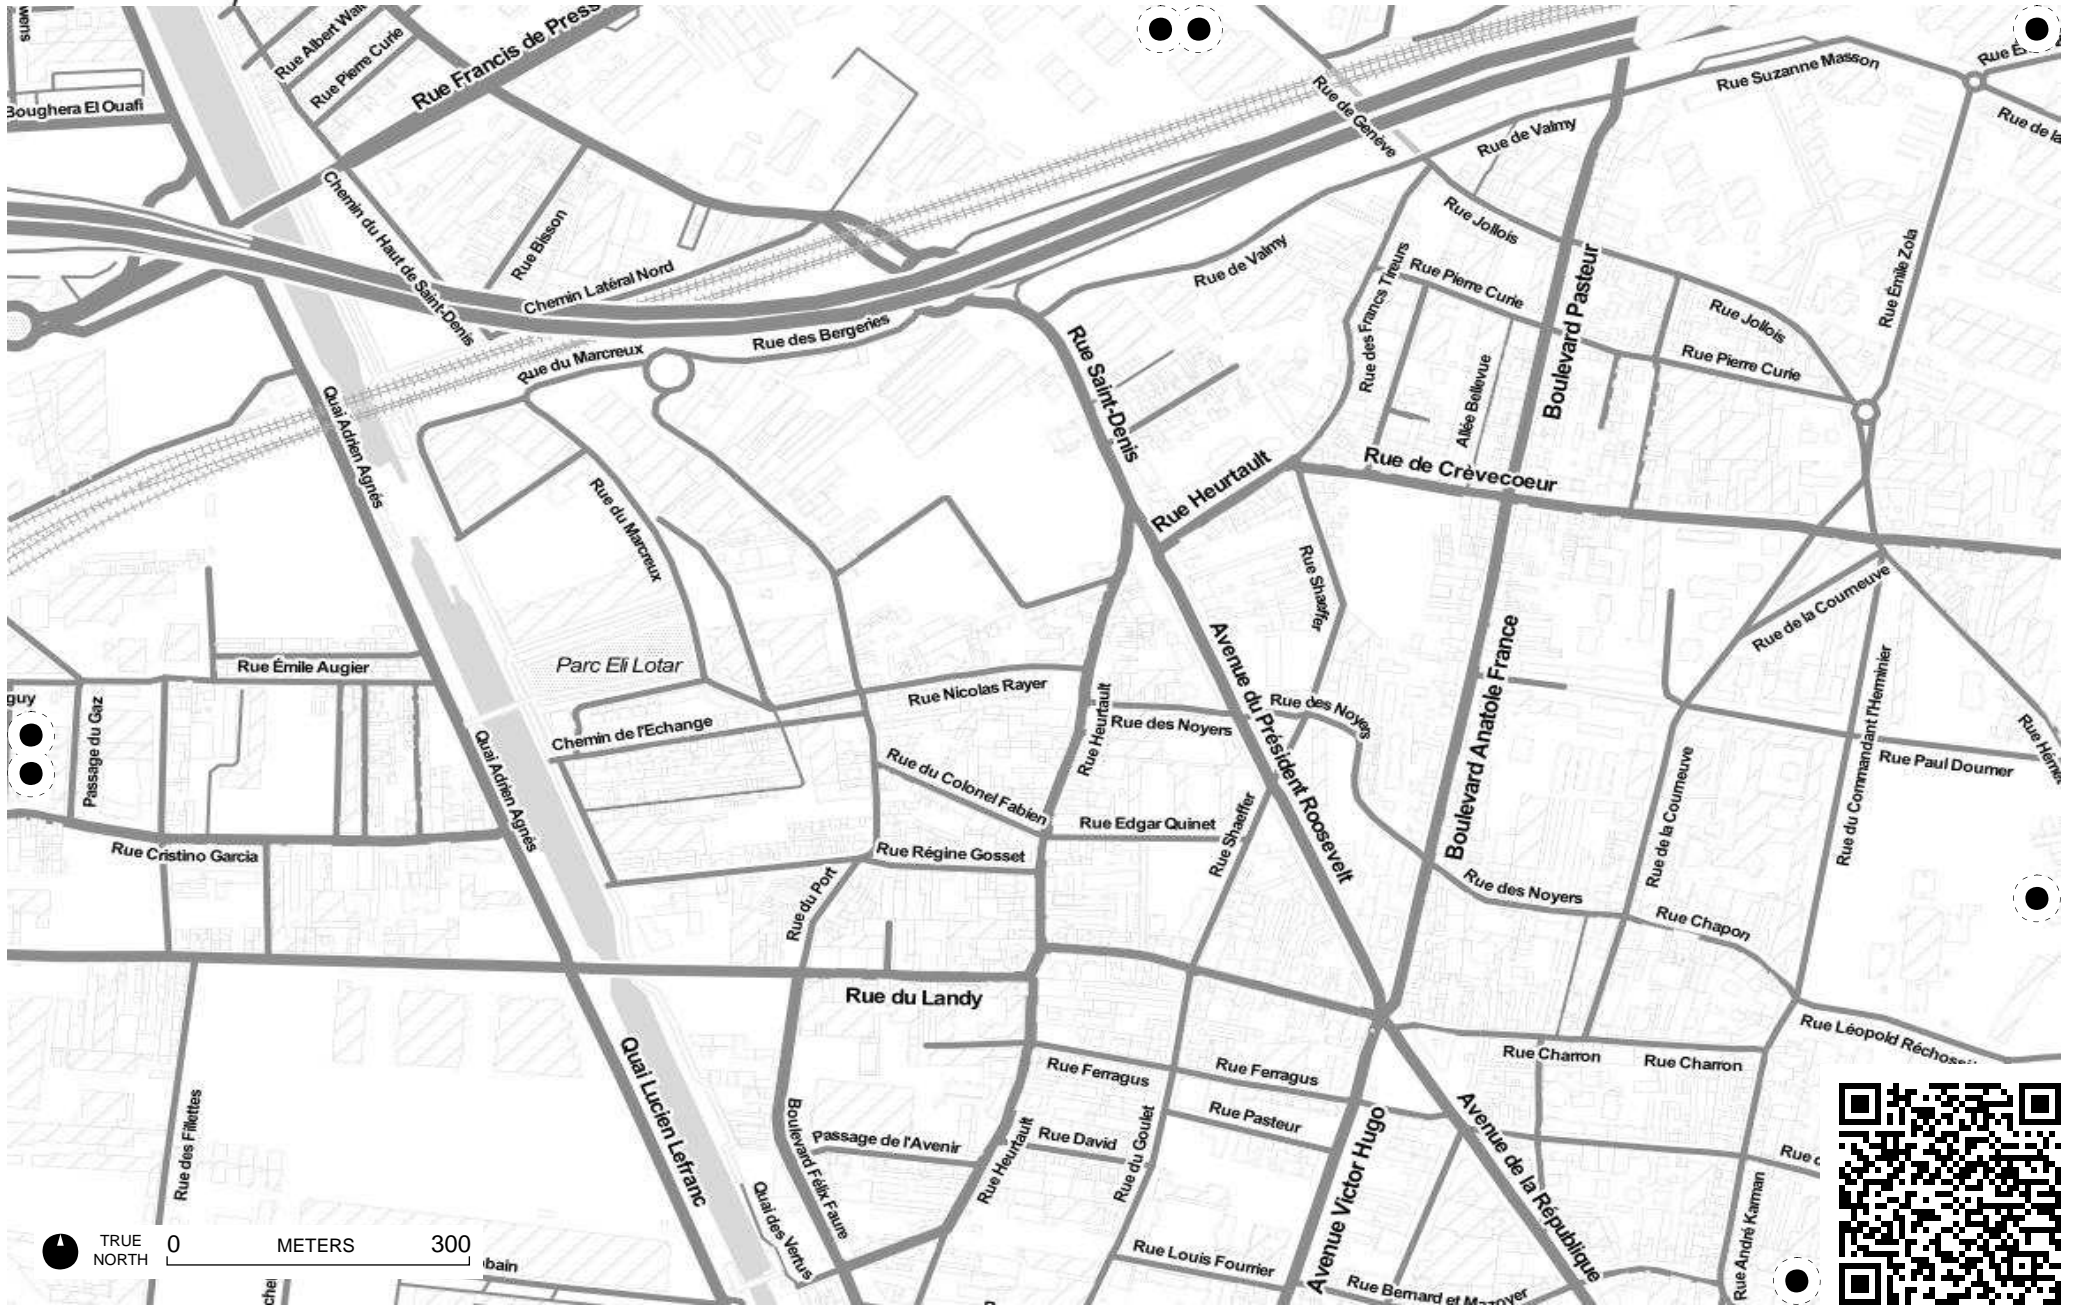 Rue Francis de Press
Rue Albert Wal
Rue Pierre Curie
Boughera El Ouafi
Rue Suzanne Masson
Rue de la
Rue de Genève
Rue de Valmy
Chemin du Haut de Saint-Denis
Rue Bisson
Rue Jollois
Rue de Valmy
Rue Pierre Curie
Rue des Francs Tireurs
Boulevard Pasteur
Rue Émile Zola
Chemin Latéral Nord
Rue des Bergeries
Rue Jollois
Rue du Marcreux
Rue Pierre Curie
Rue Saint-Denis
Allée Bellevue
Quai Adrien Agnès
Rue Heurtault
Rue de Crèvecoeur
Rue du Marcreux
Rue Shaeffer
Rue de la Courneuve
Avenue du Président Roosevelt
Boulevard Anatole France
Rue Émile Augier
Parc Eli Lotar
Rue Nicolas Rayer
guy
Passage du Gaz
Chemin de l'Echange
Rue Heurtault
Rue des Noyers
Rue des Noyers
Rue du Commandant l'Herminier
Rue Paul Doumer
Quai Adrien Agnès
Rue du Colonel Fabien
Rue Edgar Quinet
Rue Shaeffer
Rue de la Courneuve
Rue Cristino Garcia
Rue Régine Gosset
Rue du Port
Rue des Noyers
Rue Chapon
Rue du Landy
Rue Léopold Réchoss
Quai Lucien Lefranc
Rue Charron
Rue Charron
Rue Ferragus
Rue Ferragus
Rue des Fillettes
Boulevard Félix Faure
Rue Pasteur
Passage de l'Avenir
Rue Heurtault
Rue David
Rue du Goulet
Avenue Victor Hugo
Avenue de la République
Quai des Vertus
Rue André Karman
Rue Louis Fourrier
Rue Bernard et Mazoyer
TRUE
NORTH
0
METERS
300
bain